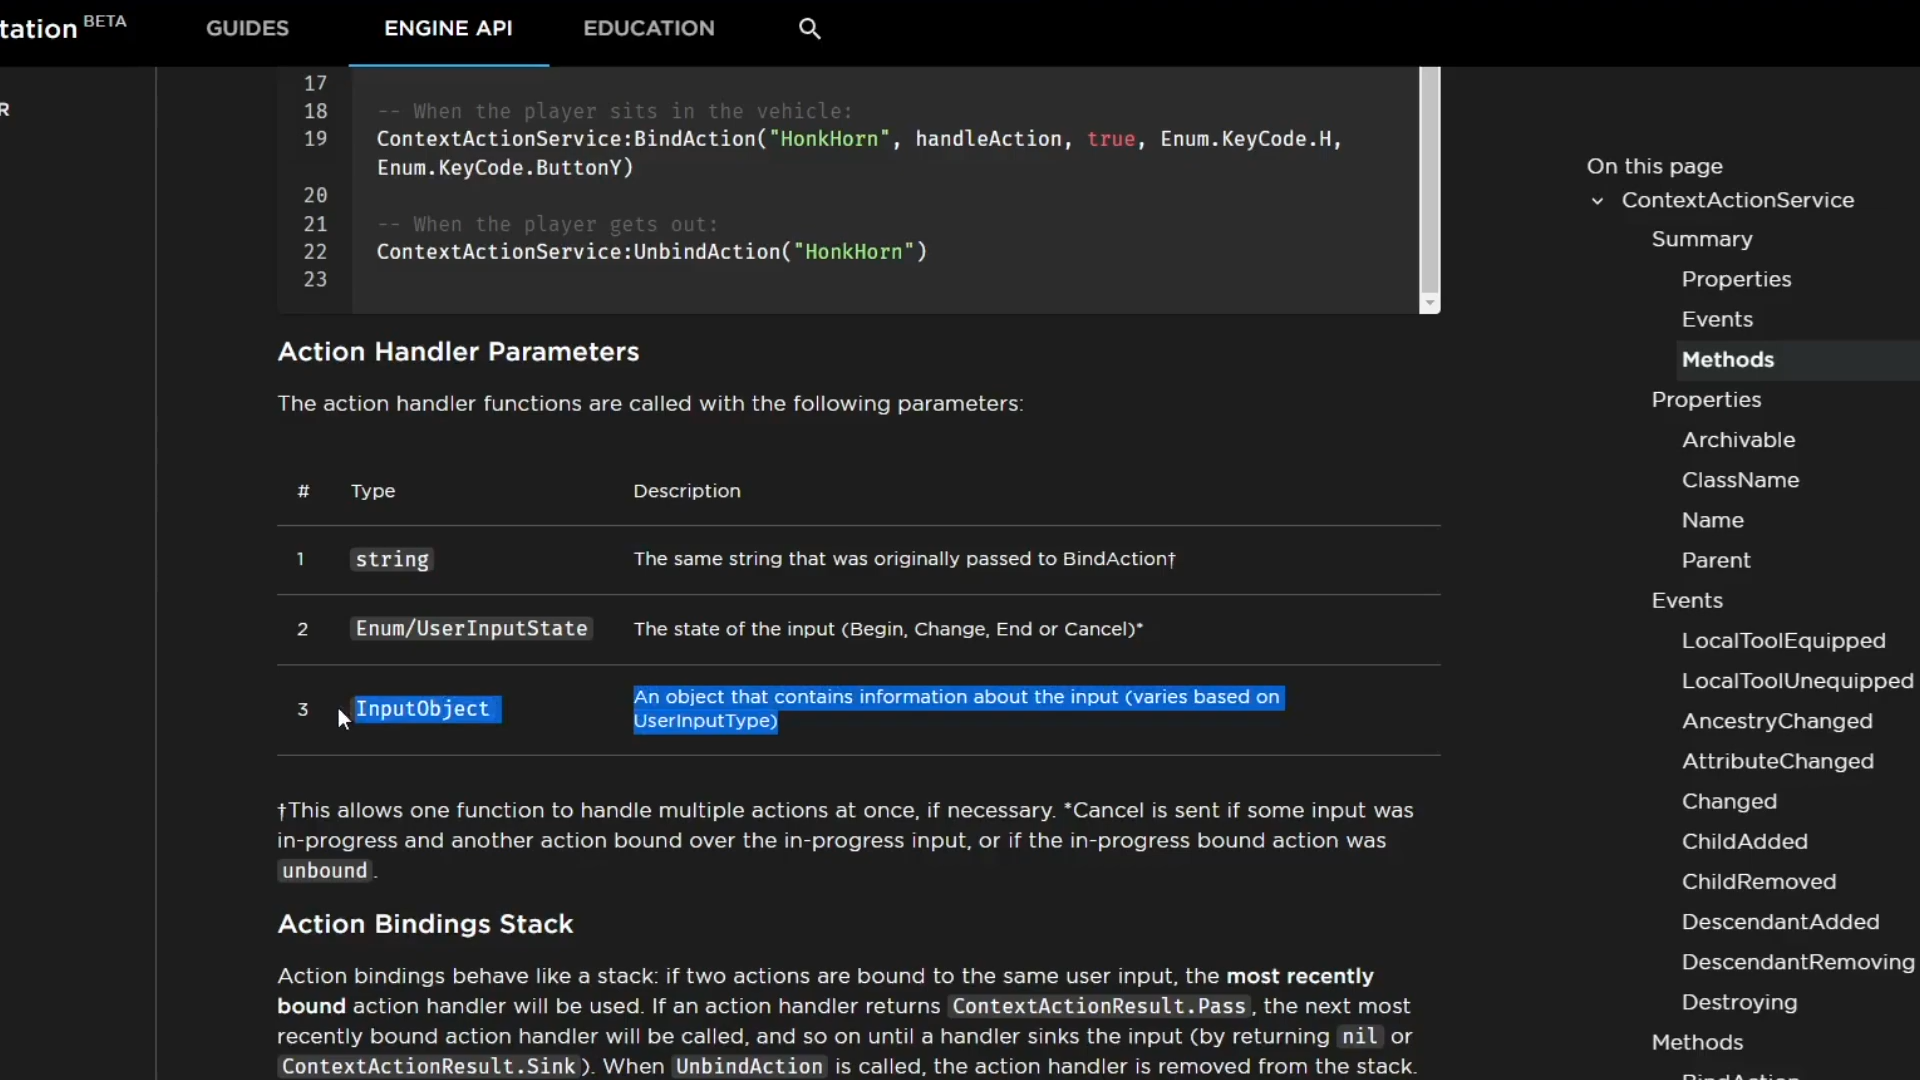 tation BETA
GUIDES
ENGINE API
EDUCATION
R
17
18 -- When the player sits in the vehicle:
19 ContextActionService:BindAction("HonkHorn", handleAction, true, Enum.KeyCode.H,
Enum.KeyCode.ButtonY)
20
21 -- When the player gets out:
22 ContextActionService:UnbindAction("HonkHorn")
23
Action Handler Parameters
The action handler functions are called with the following parameters:
# Type Description
1 string The same string that was originally passed to BindAction†
2 Enum/UserInputState The state of the input (Begin, Change, End or Cancel)*
3 InputObject An object that contains information about the input (varies based on
UserInputType)
†This allows one function to handle multiple actions at once, if necessary. *Cancel is sent if some input was
in-progress and another action bound over the in-progress input, or if the in-progress bound action was
unbound.
Action Bindings Stack
Action bindings behave like a stack: if two actions are bound to the same user input, the most recently
bound action handler will be used. If an action handler returns ContextActionResult.Pass, the next most
recently bound action handler will be called, and so on until a handler sinks the input (by returning nil or
ContextActionResult.Sink). When UnbindAction is called, the action handler is removed from the stack.
On this page
ContextActionService
Summary
Properties
Events
Methods
Properties
Archivable
ClassName
Name
Parent
Events
LocalToolEquipped
LocalToolUnequipped
AncestryChanged
AttributeChanged
Changed
ChildAdded
ChildRemoved
DescendantAdded
DescendantRemoving
Destroying
Methods
BindAction